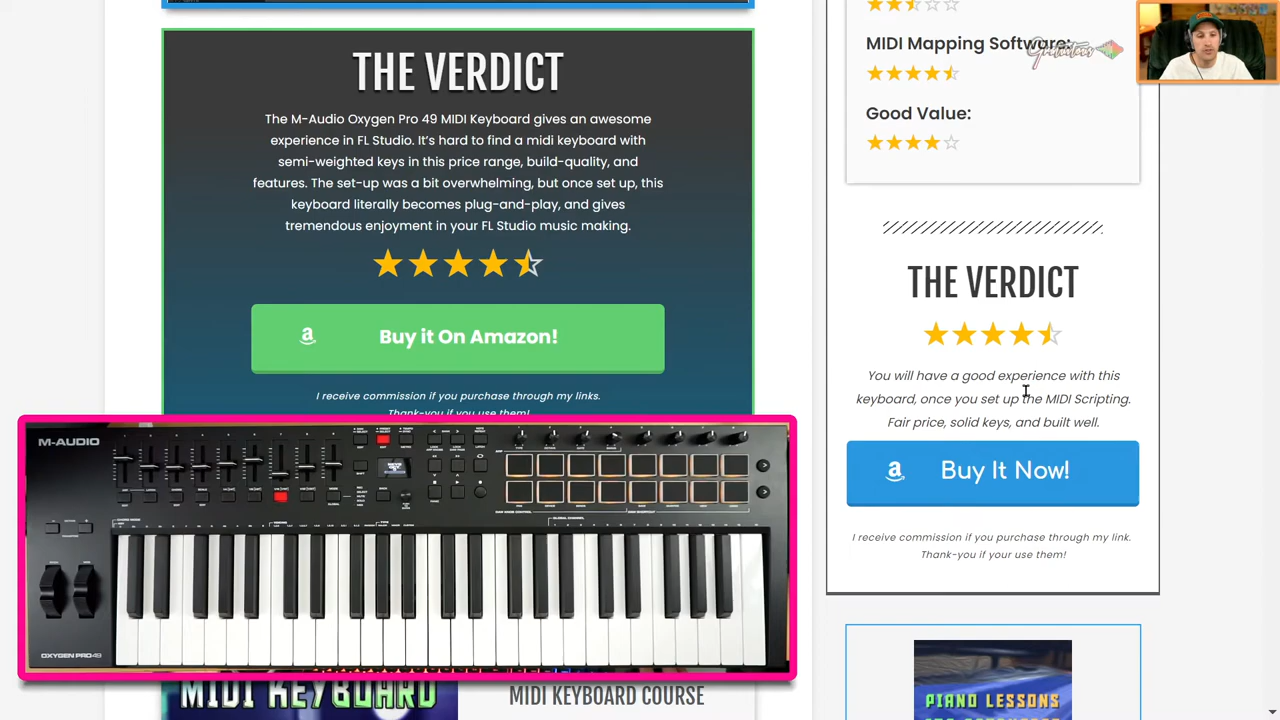 THE VERDICT
The M-Audio Oxygen Pro 49 MIDI Keyboard gives an awesome
experience in FL Studio. It's hard to find a midi keyboard with
semi-weighted keys in this price range, build-quality, and
features. The set-up was a bit overwhelming, but once set up, this
keyboard literally becomes plug-and-play, and gives
tremendous enjoyment in your FL Studio music making.
Buy it On Amazon!
I receive commission if you purchase through my links.
Thank-you if you use them!
M-AUDIO
OXYGEN PRO 49
MIDI KEYBOARD
MIDI KEYBOARD COURSE
MIDI Mapping Software:
Good Value:
THE VERDICT
You will have a good experience with this
keyboard, once you set up the MIDI Scripting.
Fair price, solid keys, and built well.
Buy It Now!
I receive commission if you purchase through my link.
Thank-you if your use them!
PIANO LESSONS